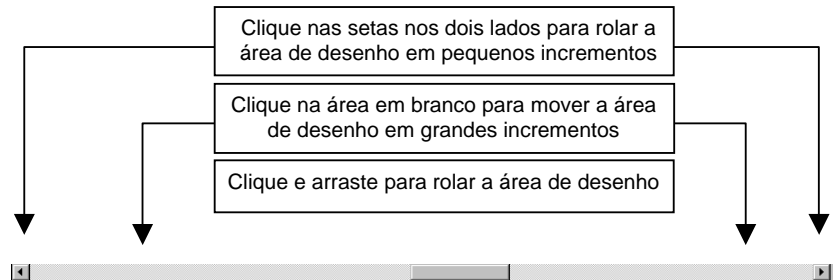 Clique nas setas nos dois lados para rolar a
área de desenho em pequenos incrementos
Clique na área em branco para mover a área
de desenho em grandes incrementos
Clique e arraste para rolar a área de desenho